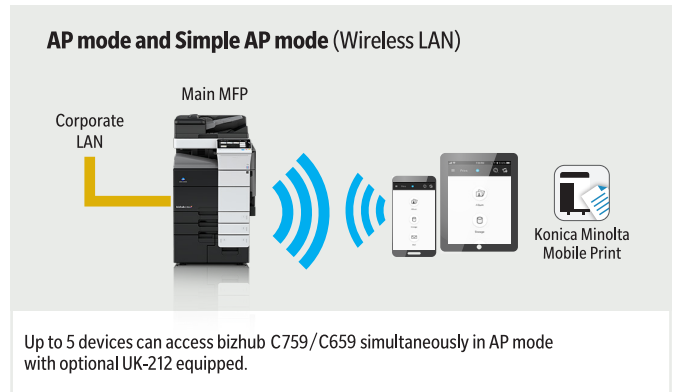 AP mode and Simple AP mode (Wireless LAN)
Main MFP
Corporate
LAN
Konica Minolta
Mobile Print
Up to 5 devices can access bizhub C759/C659 simultaneously in AP mode
with optional UK-212 equipped.